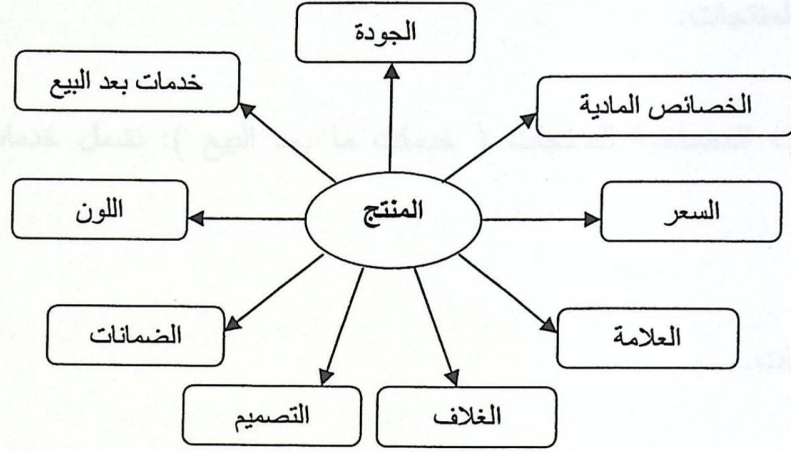 الجودة
خدمات بعد البيع
الخصائص المادية
اللون
المنتج
السعر
الضمانات
العلامة
التصميم
الغلاف